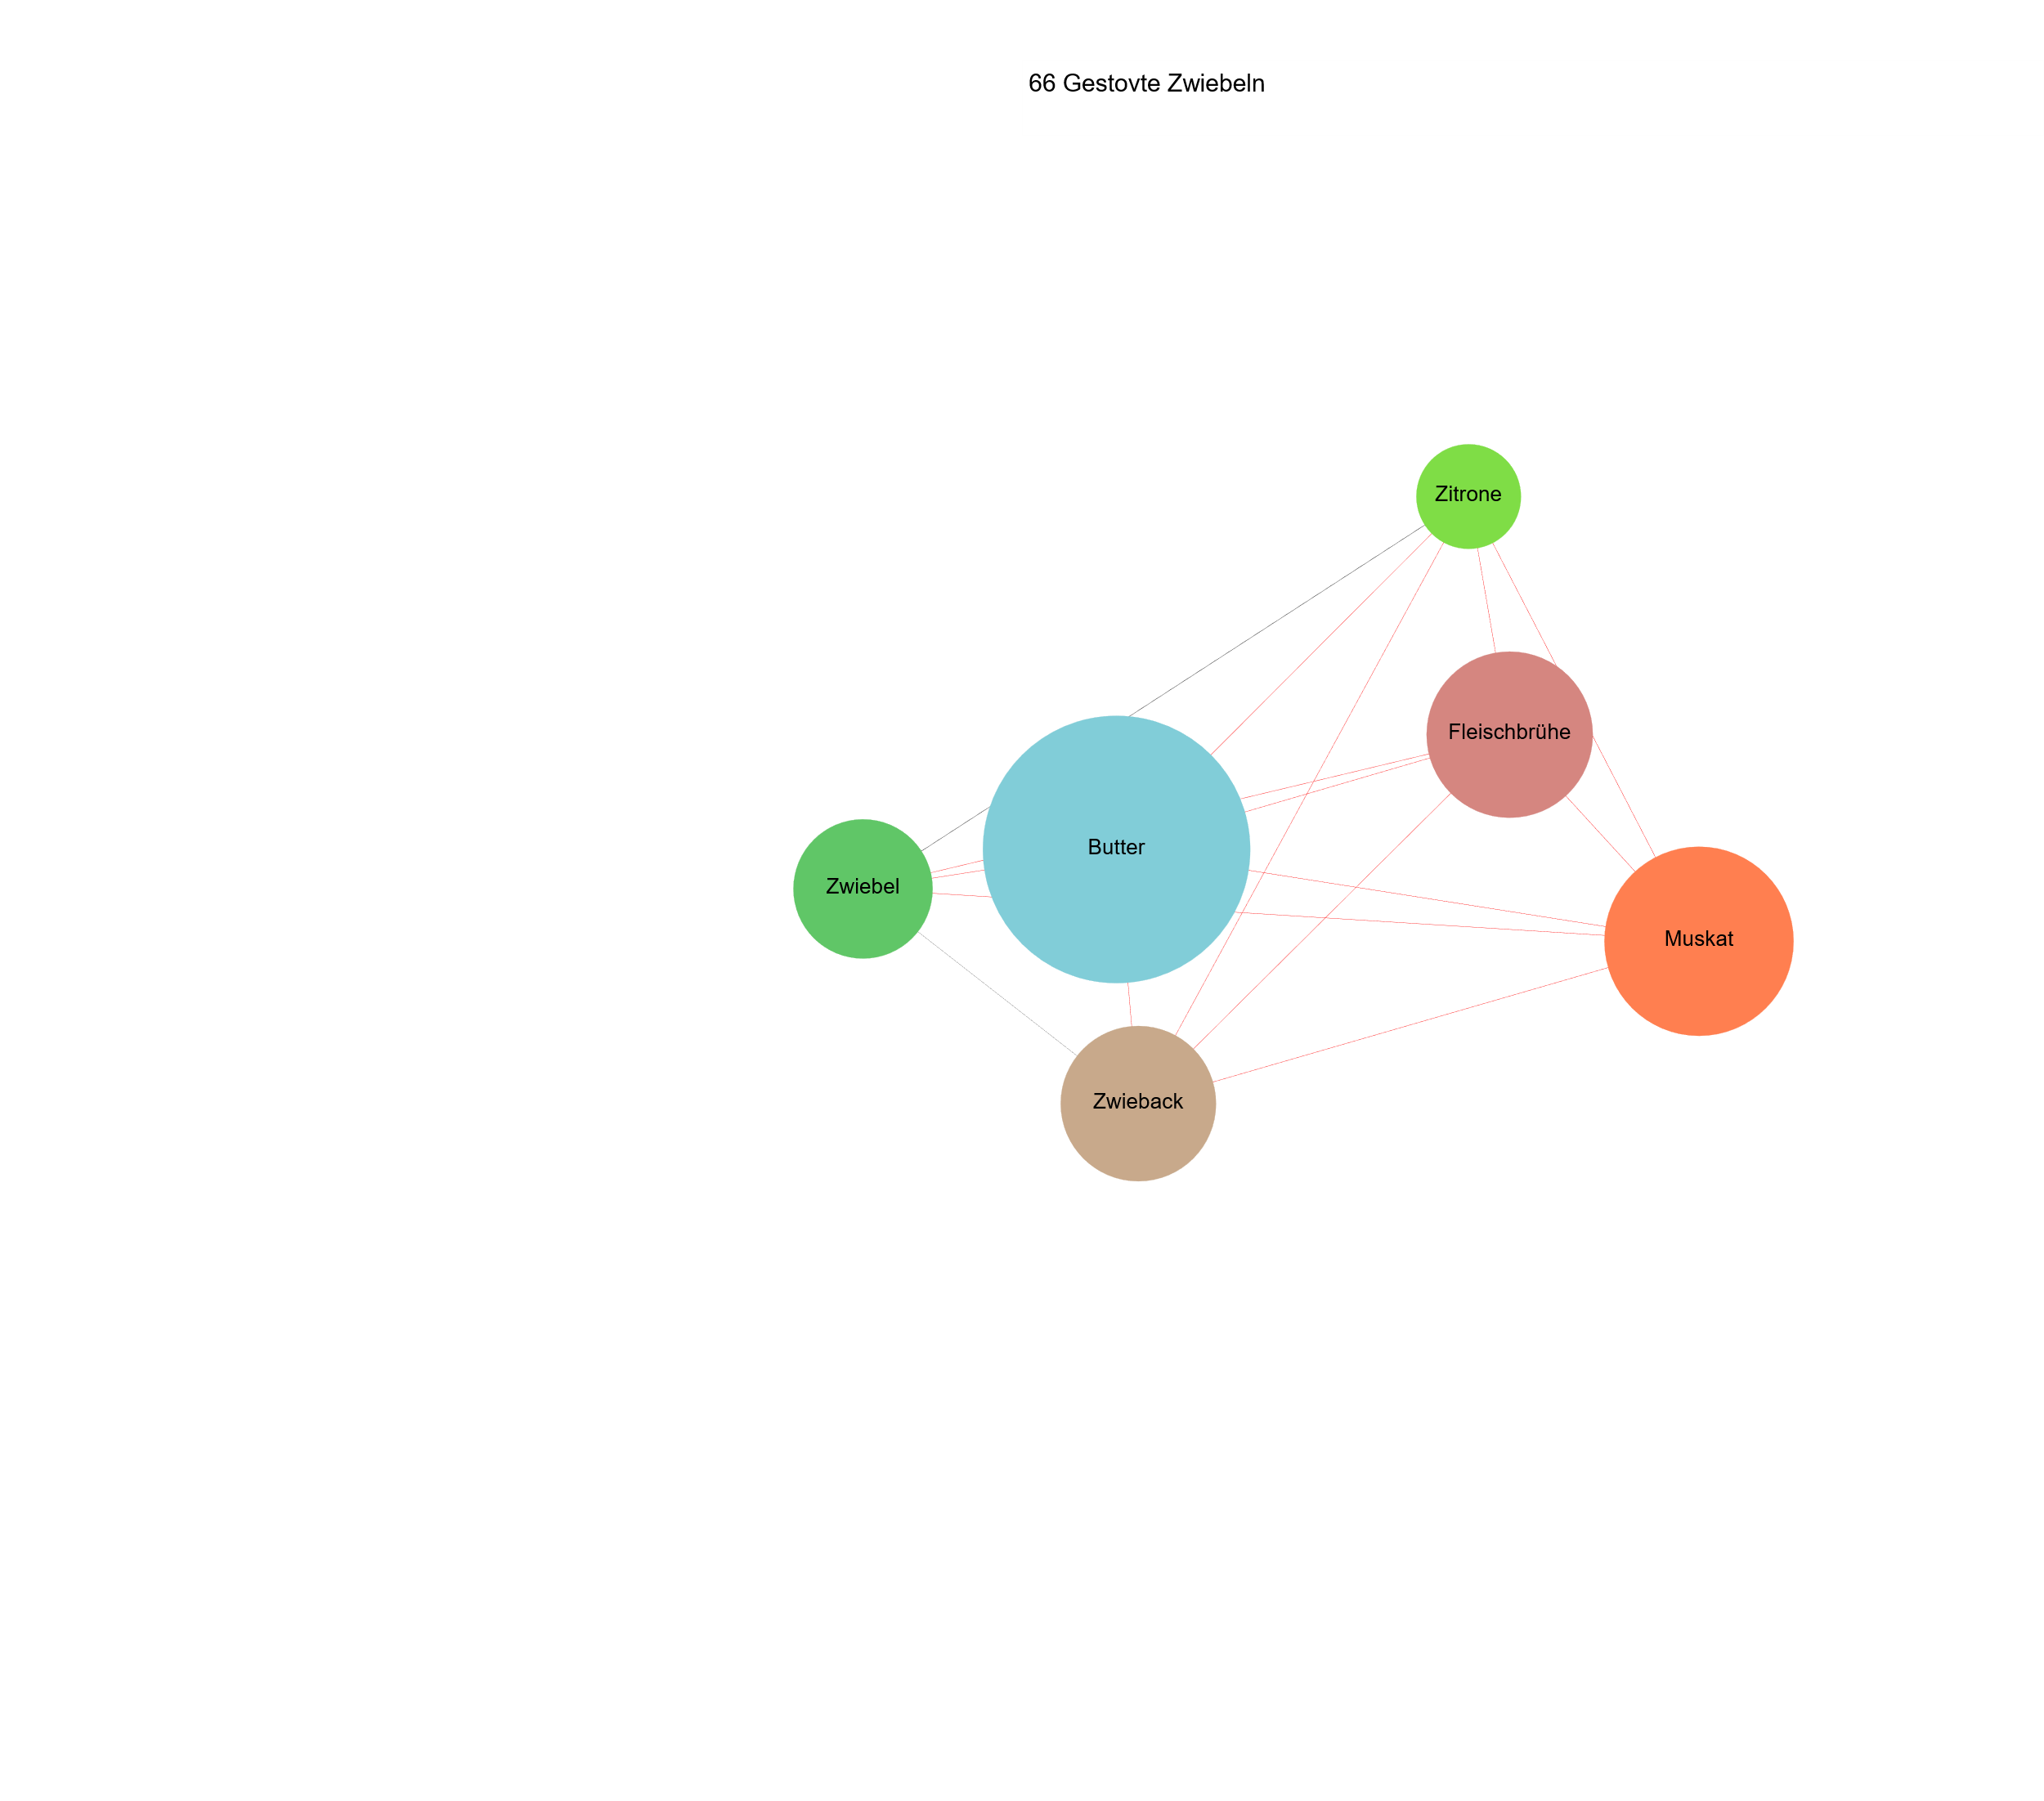 66 Gestovte Zwiebeln
Zitrone
Fleischbrühe
Butter
Zwiebel
Muskat
Zwieback